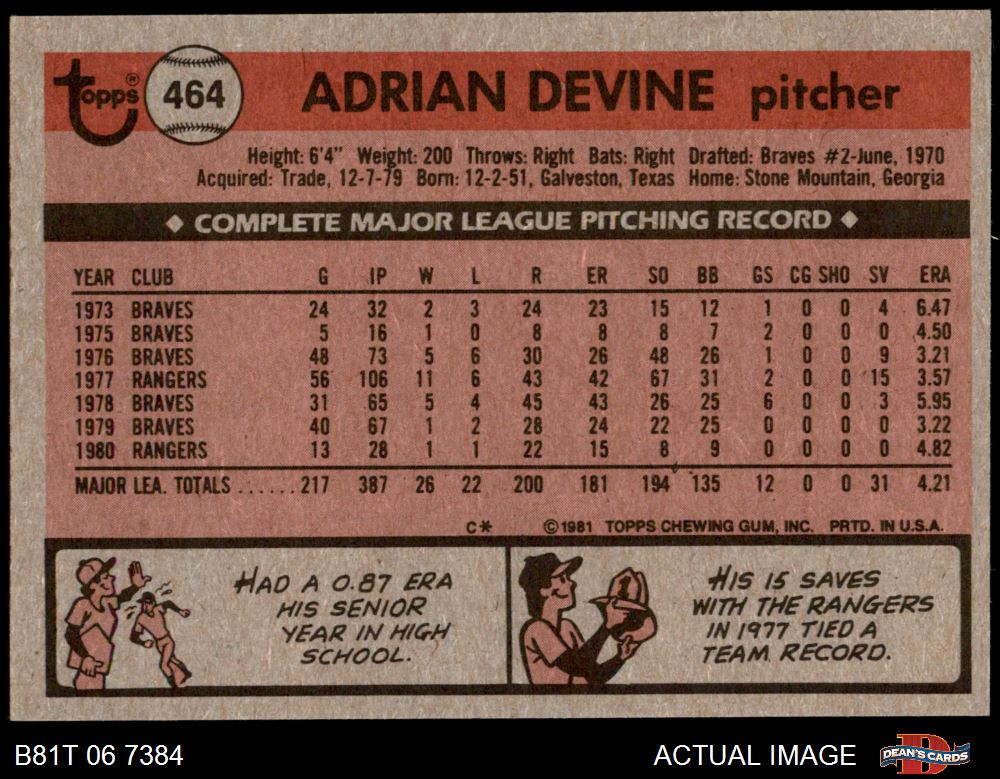 Topps® 464 ADRIAN DEVINE pitcher
Height: 6'4" Weight: 200 Throws: Right Bats: Right Drafted: Braves #2-June, 1970
Acquired: Trade, 12-7-79 Born: 12-2-51, Galveston, Texas Home: Stone Mountain, Georgia
◆ COMPLETE MAJOR LEAGUE PITCHING RECORD ◆
YEAR CLUB G IP W L R ER SO BB GS CG SHO SV ERA
1973 BRAVES 24 32 2 3 24 23 15 12 1 0 0 4 6.47
1975 BRAVES 5 16 1 0 8 8 8 7 2 0 0 0 4.50
1976 BRAVES 48 73 5 6 30 26 48 26 1 0 0 9 3.21
1977 RANGERS 56 106 11 6 43 42 67 31 2 0 0 15 3.57
1978 BRAVES 31 65 5 4 45 43 26 25 6 0 0 3 5.95
1979 BRAVES 40 67 1 2 28 24 22 25 0 0 0 0 3.22
1980 RANGERS 13 28 1 1 22 15 8 9 0 0 0 0 4.82
MAJOR LEA. TOTALS ......217 387 26 22 200 181 194 135 12 0 0 31 4.21
C* ©1981 TOPPS CHEWING GUM, INC. PRTD. IN U.S.A.
HAD A 0.87 ERA
HIS SENIOR
YEAR IN HIGH
SCHOOL.
1
HIS 15 SAVES
WITH THE RANGERS
IN 1977 TIED A
TEAM RECORD.
B81T 06 7384 ACTUAL IMAGE D DEAN'S CARDS